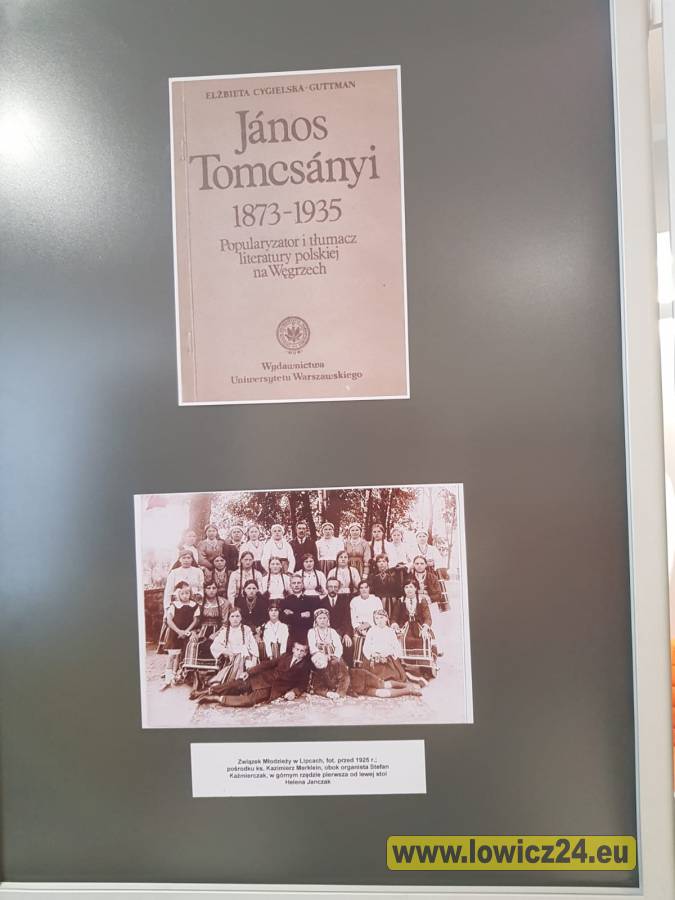 ELŻBIETA CYGIELSKA-GUTTMAN
János
Tomcsányi
1873-1935
Popularyzator i tłumacz
literatury polskiej
na Węgrzech
Wydawnictwa
Uniwersytetu Warszawskiego
Związek Młodzieży w Lipcach, fot. przed 1925 r.;
pośrodku ks. Kazimierz Merklein, obok organista Stefan
Kaźmierczak, w górnym rzędzie pierwsza od lewej stoi
Helena Janczak
www.lowicz24.eu